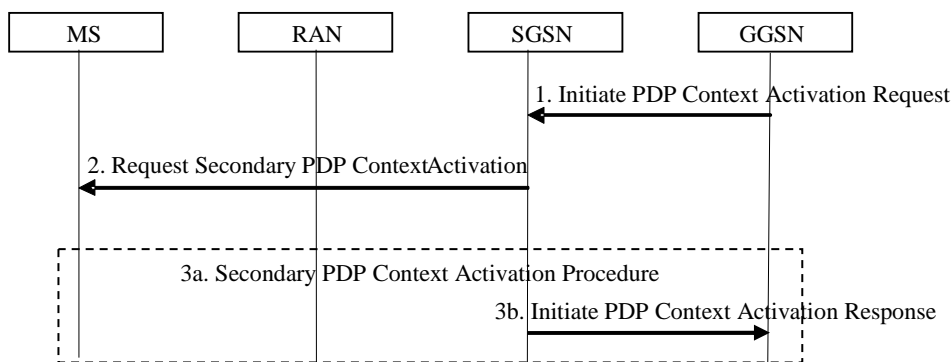 MS
RAN
SGSN
GGSN
1. Initiate PDP Context Activation Request
2. Request Secondary PDP ContextActivation
3a. Secondary PDP Context Activation Procedure
3b. Initiate PDP Context Activation Response